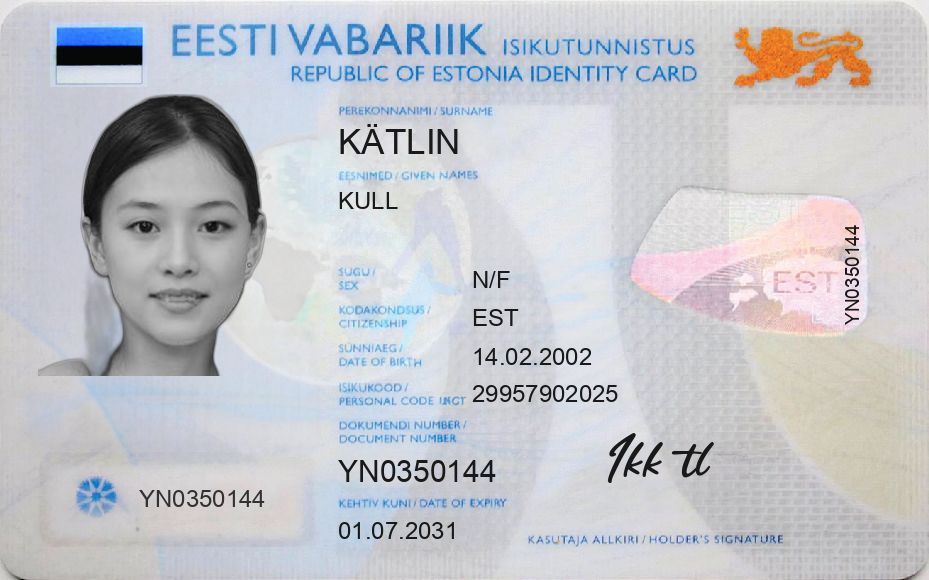 EESTI VABARIIK ISIKUTUNNISTUS
REPUBLIC OF ESTONIA IDENTITY CARD
PEREKONNANIMI / SURNAME
KÄTLIN
EESNIMED / GIVEN NAMES
KULL
SUGU /
SEX
N/F
KODAKONDSUS /
CITIZENSHIP
EST
SÜNNIAEG /
DATE OF BIRTH
14.02.2002
ISIKUKOOD /
PERSONAL CODE
29957902025
DOKUMENDI NUMBER /
DOCUMENT NUMBER
YN0350144
KEHTIV KUNI / DATE OF EXPIRY
01.07.2031
YN0350144
EST
YN0350144
KASUTAJA ALLKIRI / HOLDER'S SIGNATURE